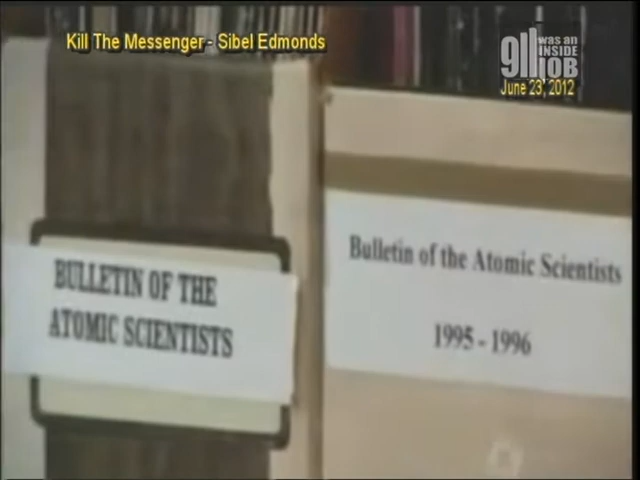 Kill The Messenger - Sibel Edmonds
911 was an
INSIDE
JOB
June 23, 2012
BULLETIN OF THE
ATOMIC SCIENTISTS
Bulletin of the Atomic Scientists
1995 - 1996